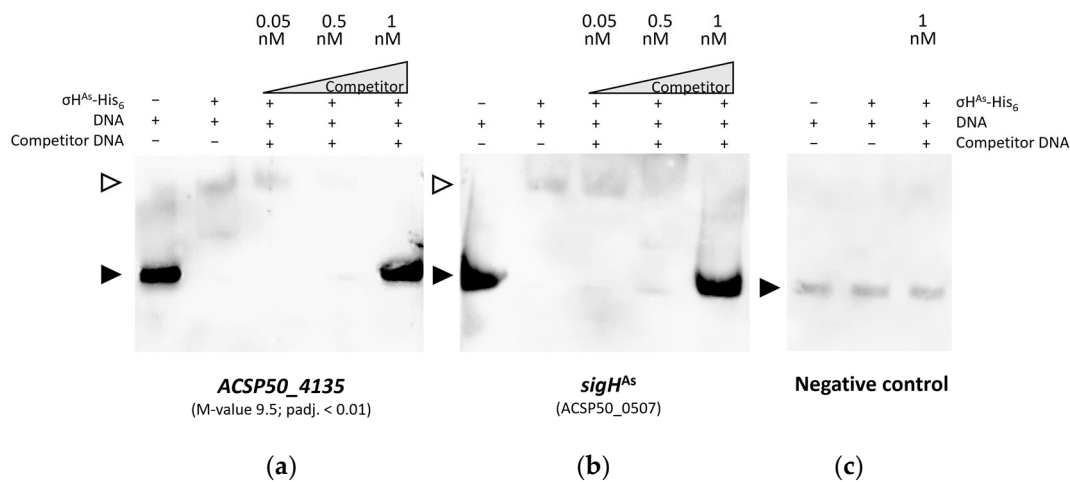 0.05 0.5 1 0.05 0.5 1 1
nM nM nM nM nM nM nM
Competitor Competitor
σH^As-His₆ – + + + + – + + + + – + + σH^As-His₆
DNA + + + + + + + + + + + + + DNA
Competitor DNA – – + + + – – + + + – – + Competitor DNA
ACSP50_4135 sigH^As Negative control
(M-value 9.5; padj. < 0.01) (ACSP50_0507)
(a) (b) (c)